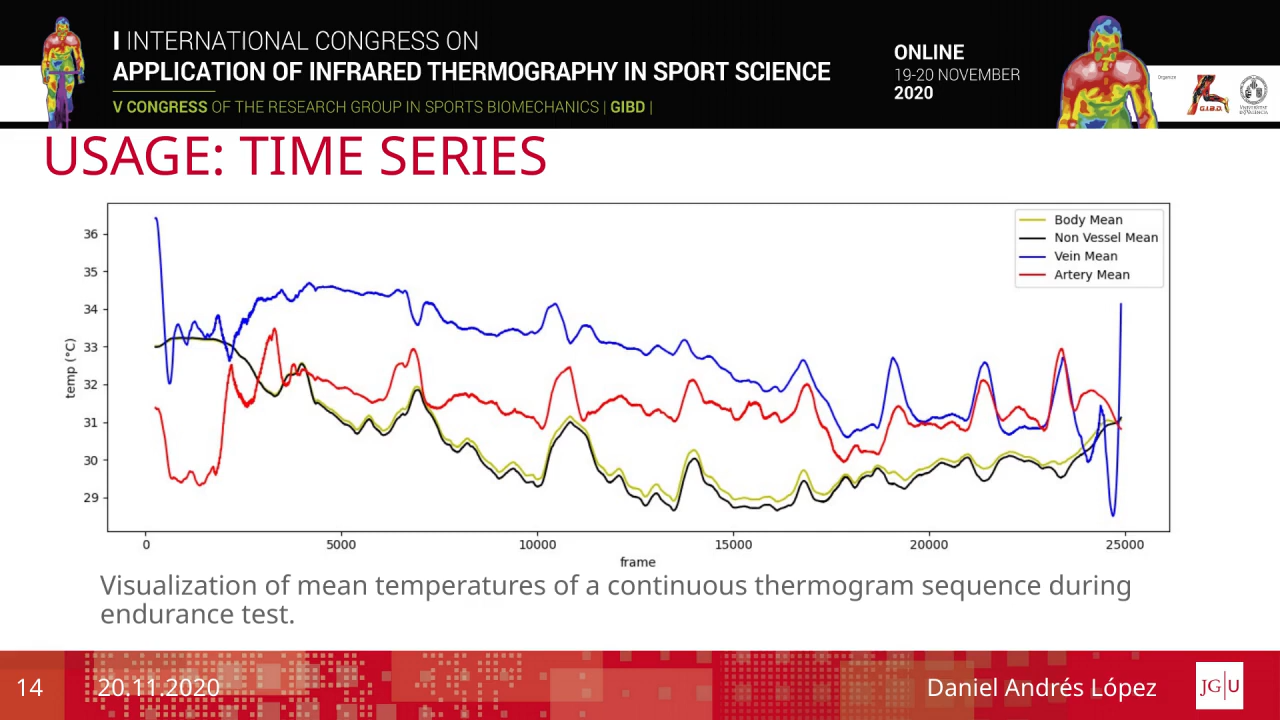 I INTERNATIONAL CONGRESS ON
APPLICATION OF INFRARED THERMOGRAPHY IN SPORT SCIENCE
V CONGRESS OF THE RESEARCH GROUP IN SPORTS BIOMECHANICS | GIBD |
ONLINE
19-20 NOVEMBER
2020
G.I.B.D.
USAGE: TIME SERIES
Body Mean
Non Vessel Mean
Vein Mean
Artery Mean
temp (°C)
36
35
34
33
32
31
30
29
0 5000 10000 15000 20000 25000
frame
Visualization of mean temperatures of a continuous thermogram sequence during
endurance test.
14 20.11.2020 Daniel Andrés López JG|U